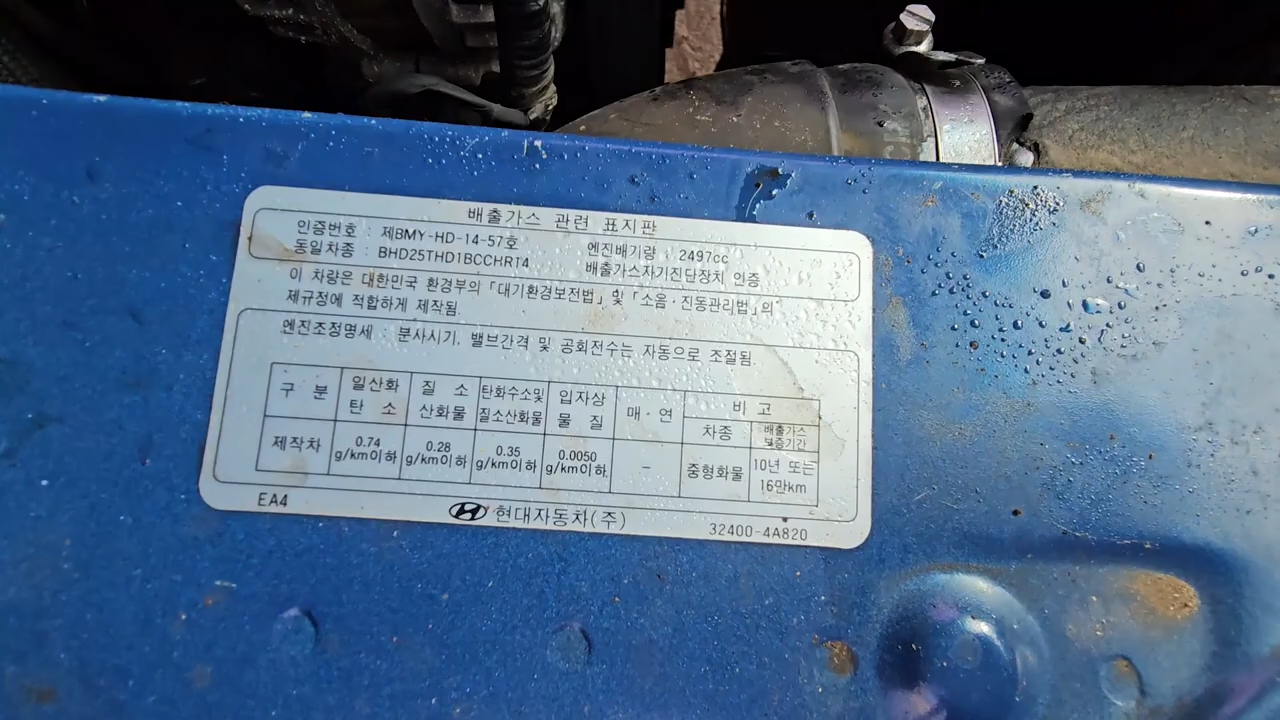 배출가스 관련 표지판
인증번호 : 제BMY-HD-14-57호 엔진배기량 : 2497cc
동일차종 : BHD25THD1BCCHR14 배출가스자기진단장치 인증
이 차량은 대한민국 환경부의 「대기환경보전법」 및 「소음·진동관리법」의
제규정에 적합하게 제작됨.
엔진조정명세 : 분사시기, 밸브간격 및 공회전수는 자동으로 조절됨.
구 분 일산화 탄 소 질 소 산화물 탄화수소및 질소산화물 입자상 물 질 매·연 비 고
차종 배출가스 보증기간
제작차 0.74 g/km이하 0.28 g/km이하 0.35 g/km이하 0.0050 g/km이하 - 중형화물 10년 또는 16만km
EA4 현대자동차(주) 32400-4A820